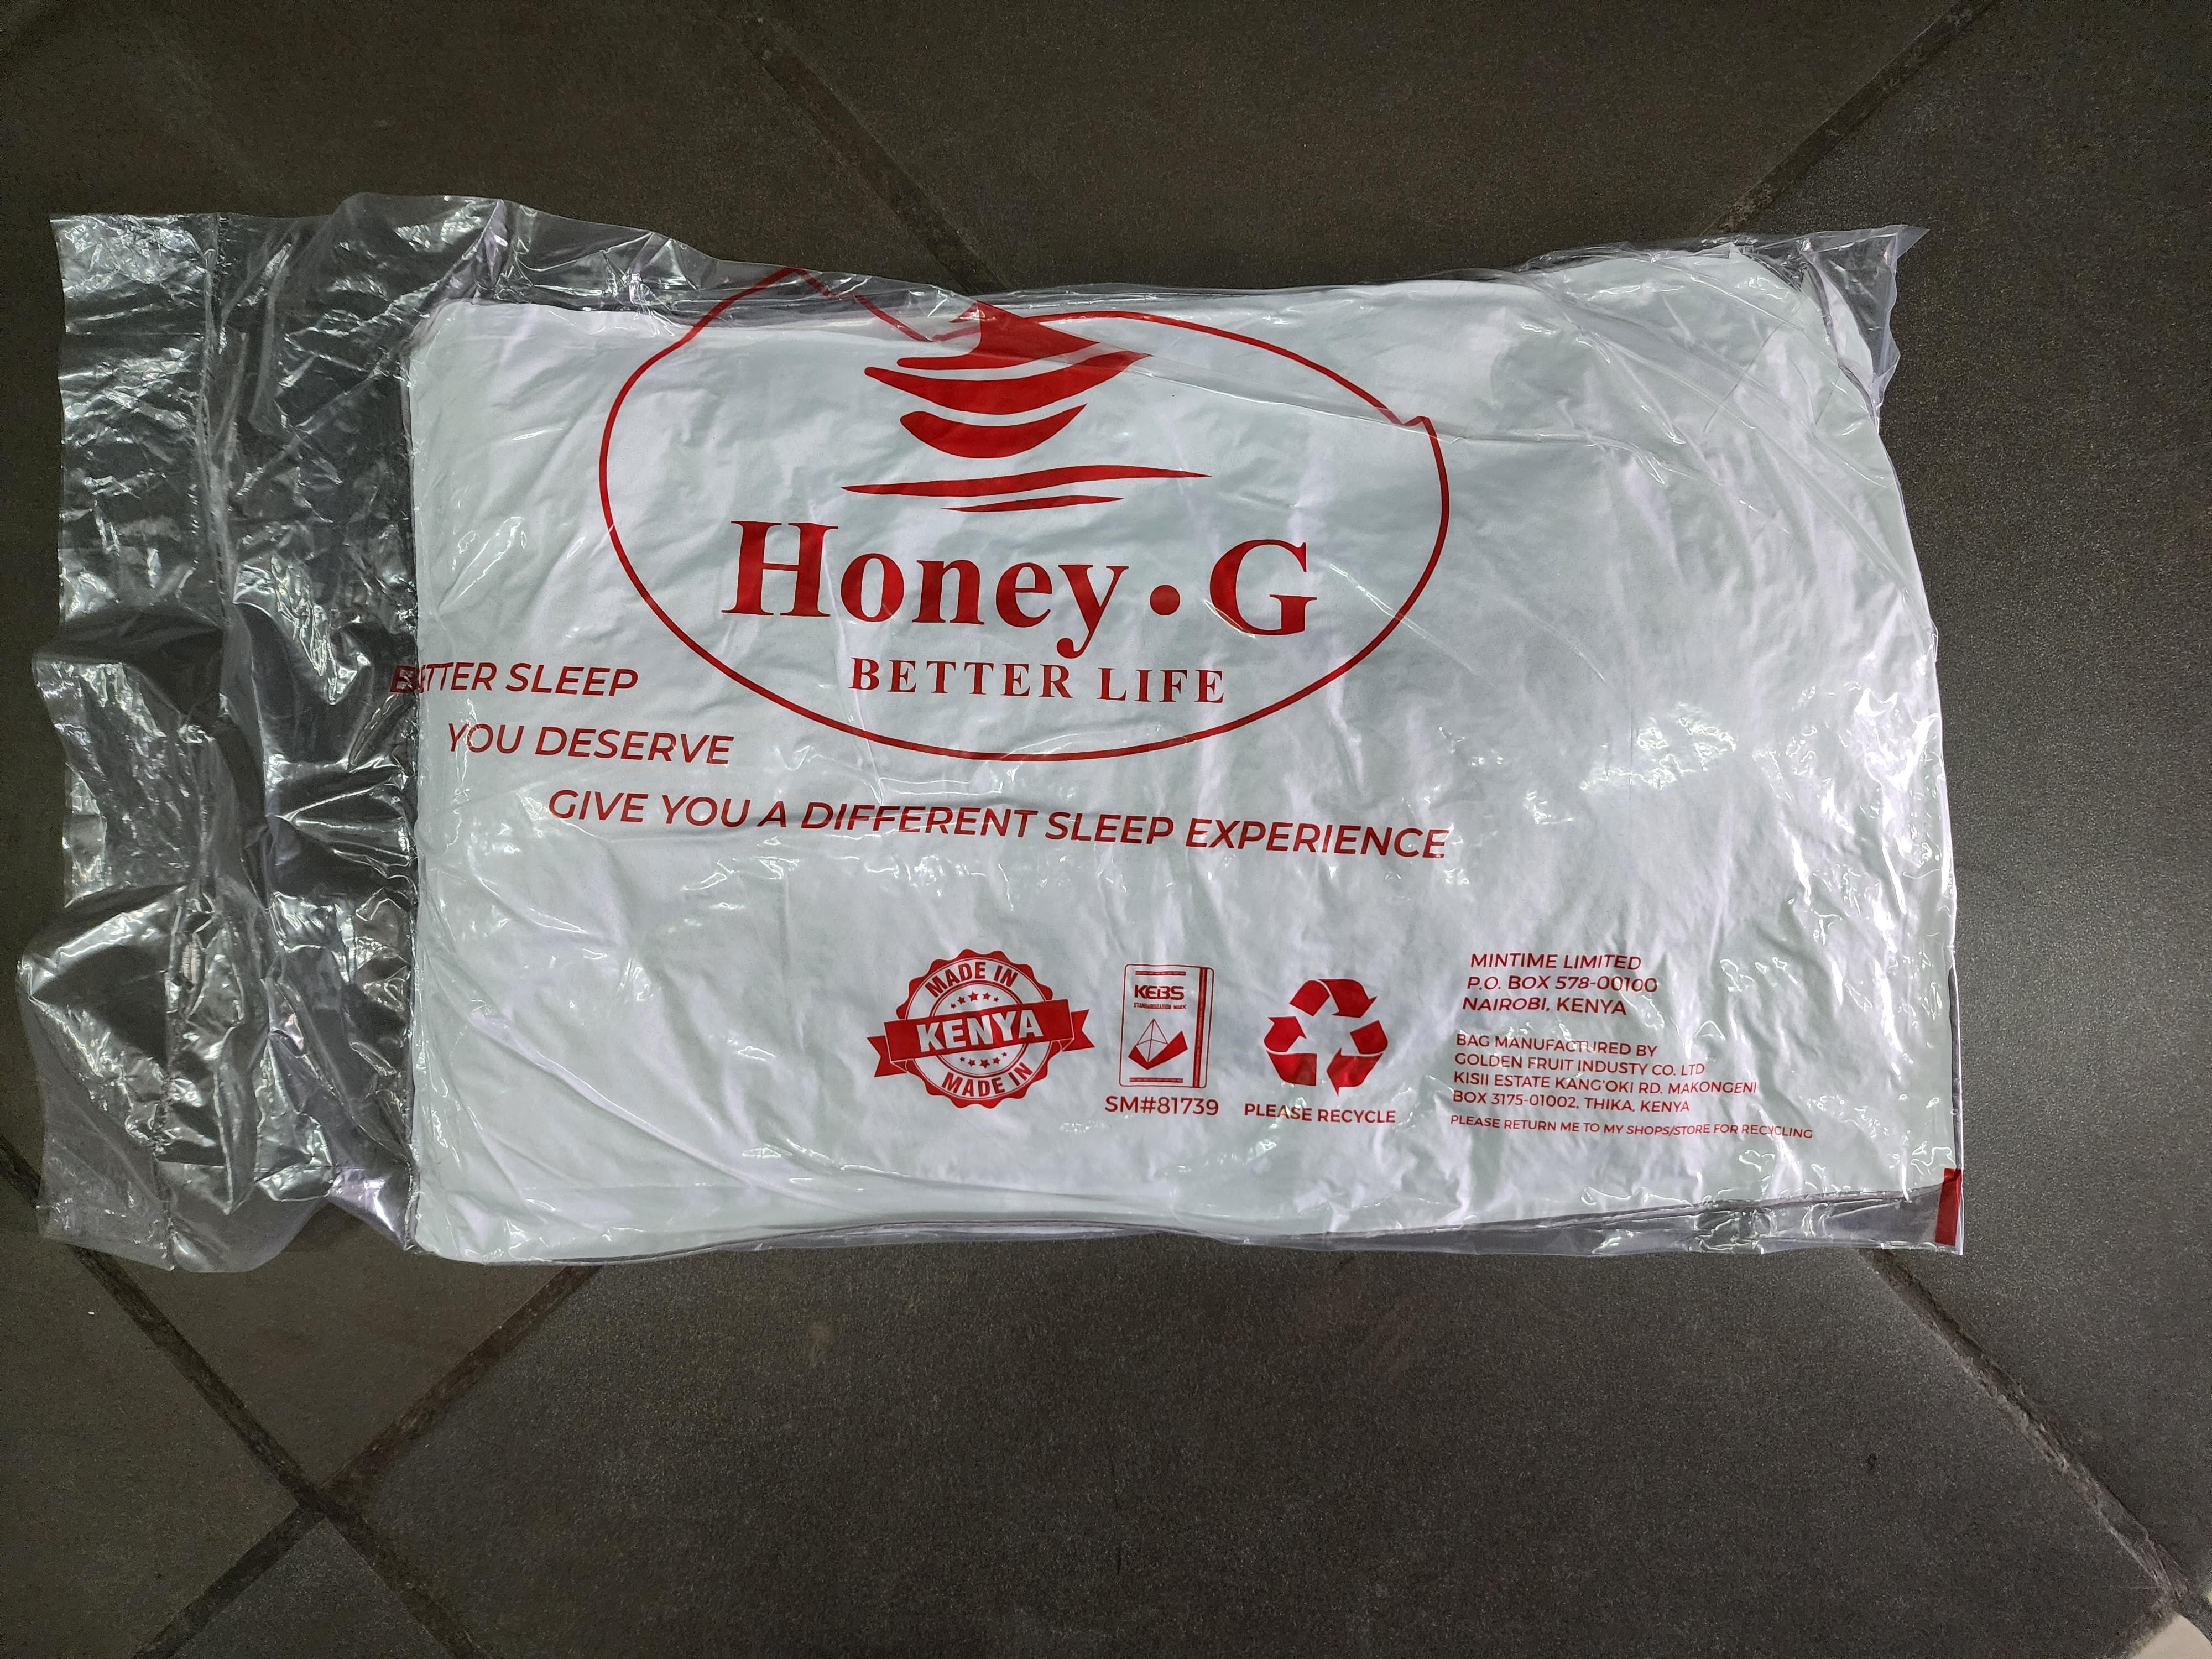 Honey • G
BETTER LIFE
BETTER SLEEP
YOU DESERVE
GIVE YOU A DIFFERENT SLEEP EXPERIENCE
MADE IN
KENYA
MADE IN
KEBS
STANDARDIZATION MARK
SM#81739
PLEASE RECYCLE
MINTIME LIMITED
P.O. BOX 578-00100
NAIROBI, KENYA
BAG MANUFACTURED BY
GOLDEN FRUIT INDUSTY CO. LTD
KISII ESTATE KANG'OKI RD. MAKONGENI
BOX 3175-01002, THIKA, KENYA
PLEASE RETURN ME TO MY SHOPS/STORE FOR RECYCLING